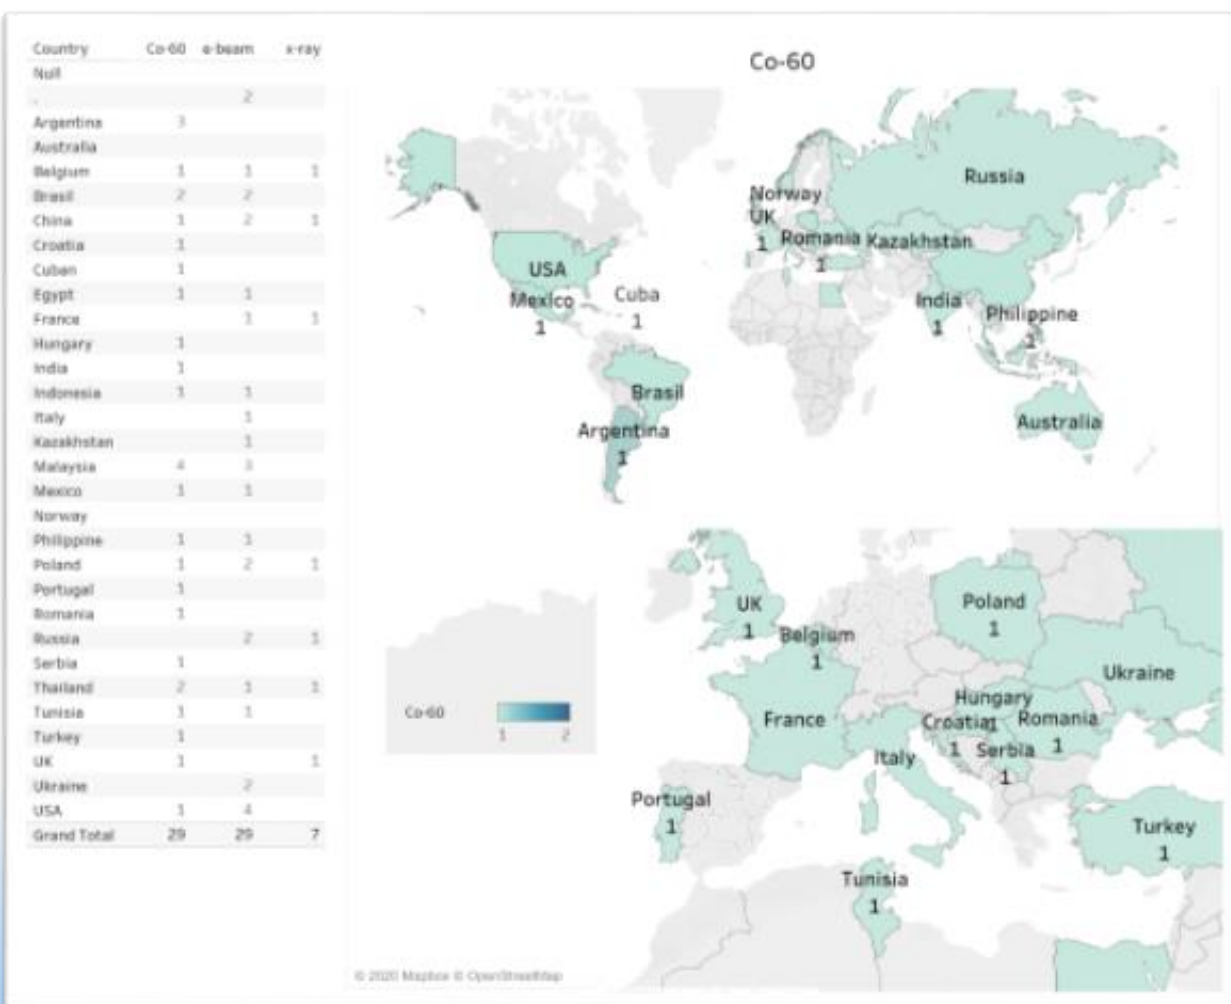 Country Co-60 e-beam x-ray
Null
. 2
Argentina 3
Australia
Belgium 1 1 1
Brasil 2 2
China 1 2 1
Croatia 1
Cuban 1
Egypt 1 1
France 1 1
Hungary 1
India 1
Indonesia 1 1
Italy 1
Kazakhstan 1
Malaysia 4 3
Mexico 1 1
Norway
Philippine 1 1
Poland 1 2 1
Portugal 1
Romania 1
Russia 2 1
Serbia 1
Thailand 2 1 1
Tunisia 1 1
Turkey 1
UK 1 1
Ukraine 2
USA 1 4
Grand Total 29 29 7
Co-60
Russia
Norway
UK
1
Romania
1
Kazakhstan
USA
Mexico
1
Cuba
1
India
1
Philippine
1
Brasil
Argentina
1
Australia
Co-60
1 2
UK
1
Poland
1
Belgium
1
Ukraine
France
Hungary
1
Croatia
1
Romania
1
Serbia
1
Italy
Portugal
1
Turkey
1
Tunisia
1
© 2020 Mapbox © OpenStreetMap